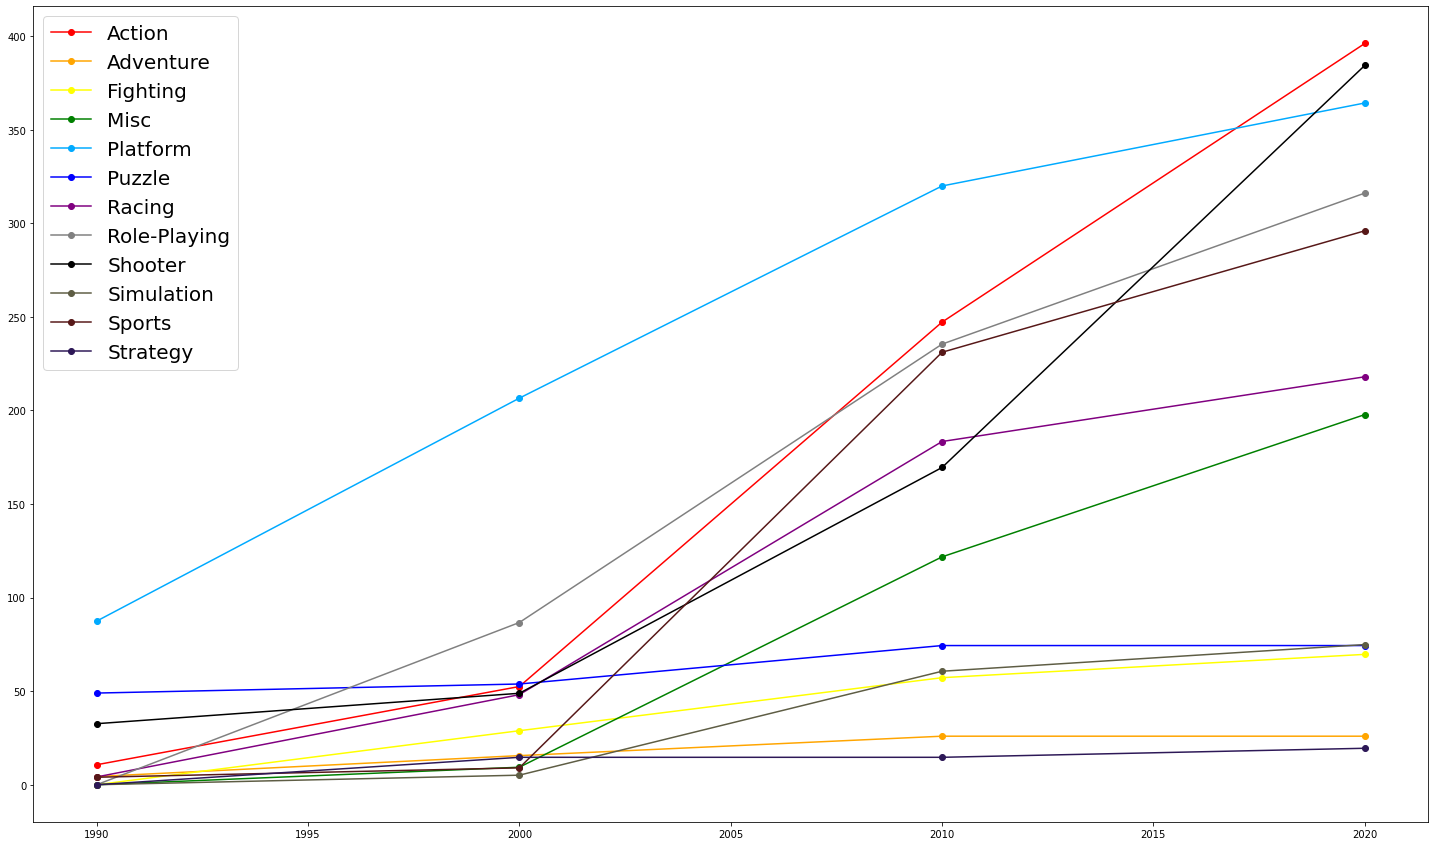 Action
Adventure
Fighting
Misc
Platform
Puzzle
Racing
Role-Playing
Shooter
Simulation
Sports
Strategy
400
350
300
250
200
150
100
50
0
1990 1995 2000 2005 2010 2015 2020